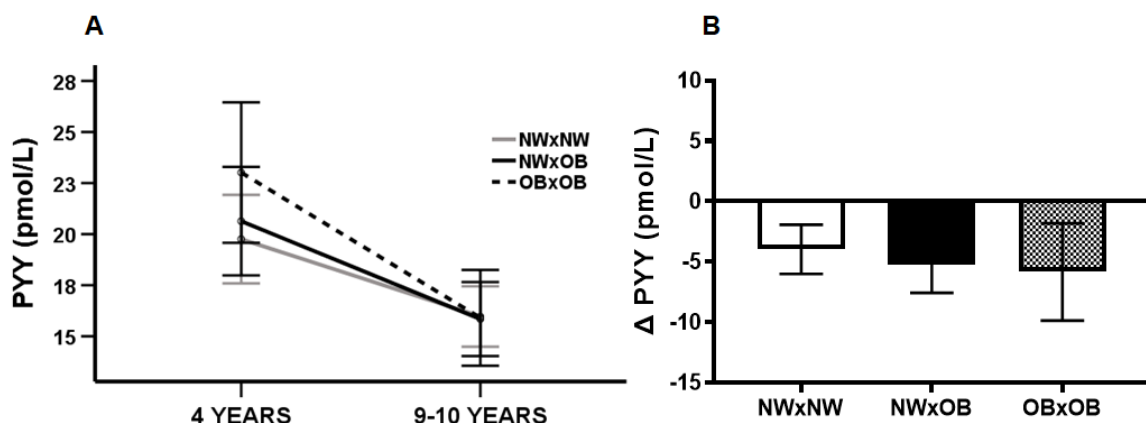 A
PYY (pmol/L)
28
25
23
20
18
15
NWxNW
NWxOB
OBxOB
4 YEARS
9-10 YEARS
B
Δ PYY (pmol/L)
10
5
0
-5
-10
-15
NWxNW
NWxOB
OBxOB